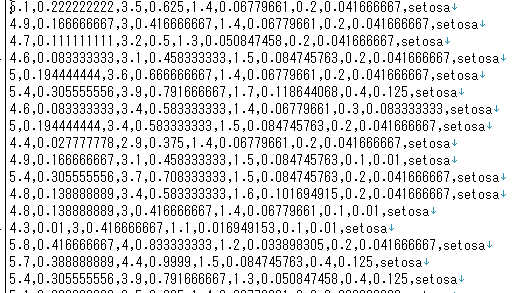 5.1,0.222222222,3.5,0.625,1.4,0.06779661,0.2,0.041666667,setosa↓
4.9,0.166666667,3,0.416666667,1.4,0.06779661,0.2,0.041666667,setosa↓
4.7,0.111111111,3.2,0.5,1.3,0.050847458,0.2,0.041666667,setosa↓
4.6,0.083333333,3.1,0.458333333,1.5,0.084745763,0.2,0.041666667,setosa↓
5,0.194444444,3.6,0.666666667,1.4,0.06779661,0.2,0.041666667,setosa↓
5.4,0.305555556,3.9,0.791666667,1.7,0.118644068,0.4,0.125,setosa↓
4.6,0.083333333,3.4,0.583333333,1.4,0.06779661,0.3,0.083333333,setosa↓
5,0.194444444,3.4,0.583333333,1.5,0.084745763,0.2,0.041666667,setosa↓
4.4,0.027777778,2.9,0.375,1.4,0.06779661,0.2,0.041666667,setosa↓
4.9,0.166666667,3.1,0.458333333,1.5,0.084745763,0.1,0.01,setosa↓
5.4,0.305555556,3.7,0.708333333,1.5,0.084745763,0.2,0.041666667,setosa↓
4.8,0.138888889,3.4,0.583333333,1.6,0.101694915,0.2,0.041666667,setosa↓
4.8,0.138888889,3,0.416666667,1.4,0.06779661,0.1,0.01,setosa↓
4.3,0.01,3,0.416666667,1.1,0.016949153,0.1,0.01,setosa↓
5.8,0.416666667,4,0.833333333,1.2,0.033898305,0.2,0.041666667,setosa↓
5.7,0.388888889,4.4,0.9999,1.5,0.084745763,0.4,0.125,setosa↓
5.4,0.305555556,3.9,0.791666667,1.3,0.050847458,0.4,0.125,setosa↓